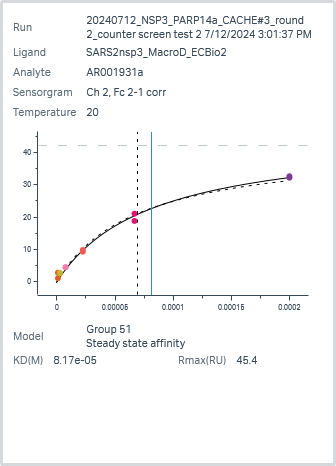 Run 20240712_NSP3_PARP14a_CACHE#3_round
2_counter screen test 2 7/12/2024 3:01:37 PM
Ligand SARS2nsp3_MacroD_ECBio2
Analyte AR001931a
Sensorgram Ch 2, Fc 2-1 corr
Temperature 20
40
30
20
10
0
0 0.00005 0.0001 0.00015 0.0002
Model Group 51
Steady state affinity
KD(M) 8.17e-05 Rmax(RU) 45.4